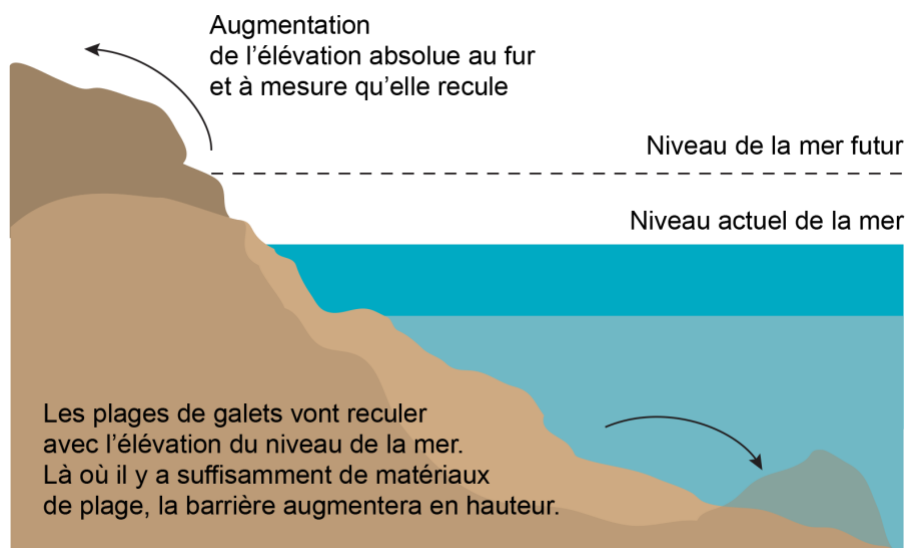 Augmentation
de l’élévation absolue au fur
et à mesure qu’elle recule
Niveau de la mer futur
Niveau actuel de la mer
Les plages de galets vont reculer
avec l’élévation du niveau de la mer.
Là où il y a suffisamment de matériaux
de plage, la barrière augmentera en hauteur.